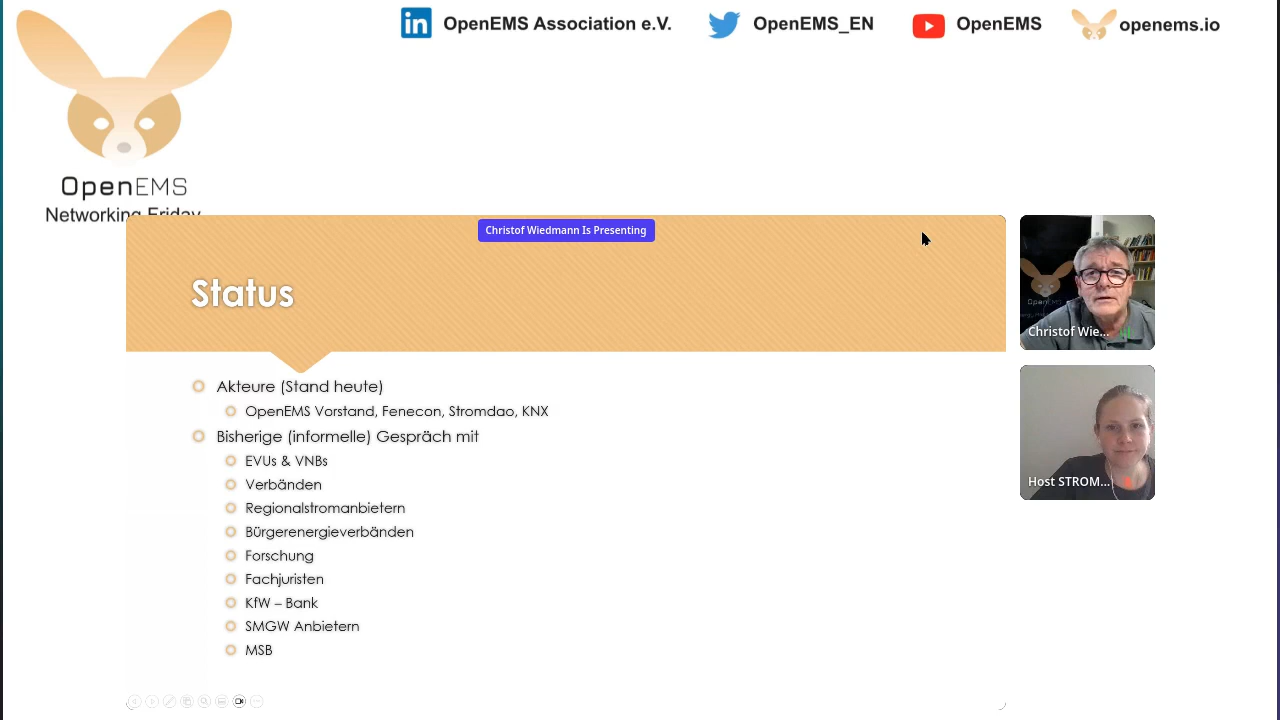 OpenEMS Association e.V.
OpenEMS_EN
OpenEMS
openems.io
OpenEMS
Networking Friday
Christof Wiedmann Is Presenting
Status
Akteure (Stand heute)
OpenEMS Vorstand, Fenecon, Stromdao, KNX
Bisherige (informelle) Gespräch mit
EVUs & VNBs
Verbänden
Regionalstromanbietern
Bürgerenergieverbänden
Forschung
Fachjuristen
KfW – Bank
SMGW Anbietern
MSB
Christof Wie...
Host STROM...